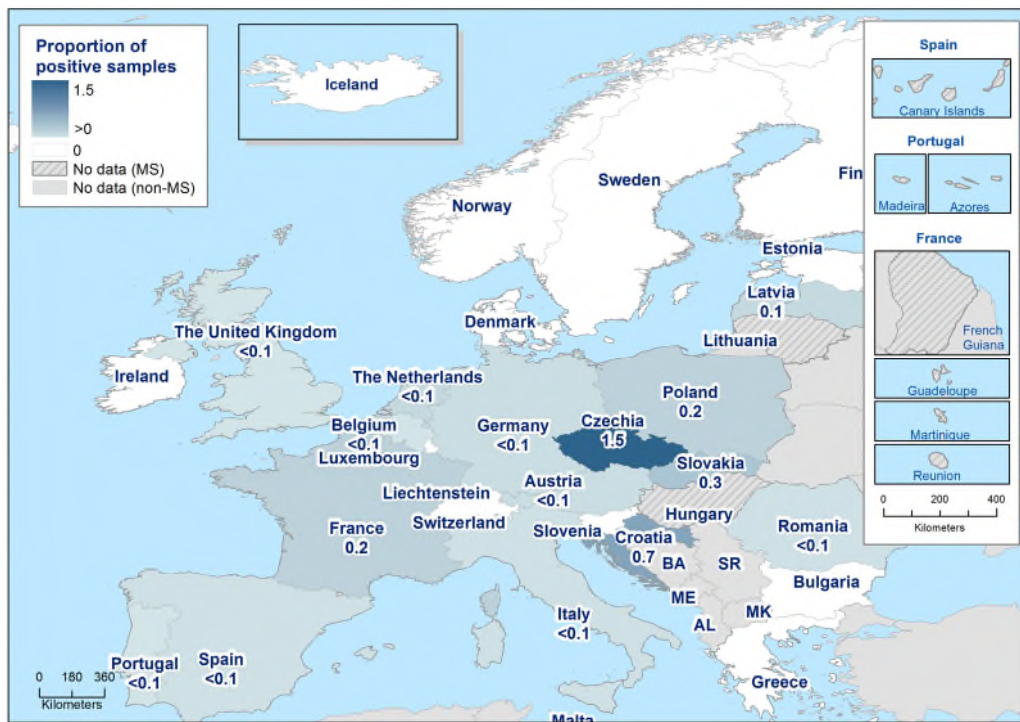 Proportion of
positive samples
1.5
>0
0
No data (MS)
No data (non-MS)
Iceland
Norway
Sweden
Fin
Estonia
Latvia
0.1
Lithuania
Denmark
The United Kingdom
<0.1
Ireland
The Netherlands
<0.1
Belgium
<0.1
Luxembourg
Germany
<0.1
Poland
0.2
Czechia
1.5
Slovakia
0.3
Austria
<0.1
Liechtenstein
Switzerland
France
0.2
Slovenia
Hungary
Croatia
0.7
Romania
<0.1
BA
SR
Bulgaria
ME
MK
AL
Italy
<0.1
Greece
Portugal
<0.1
Spain
<0.1
Malta
0 180 360
Kilometers
Spain
Canary Islands
Portugal
Madeira
Azores
France
French
Guiana
Guadeloupe
Martinique
Reunion
0 200 400
Kilometers